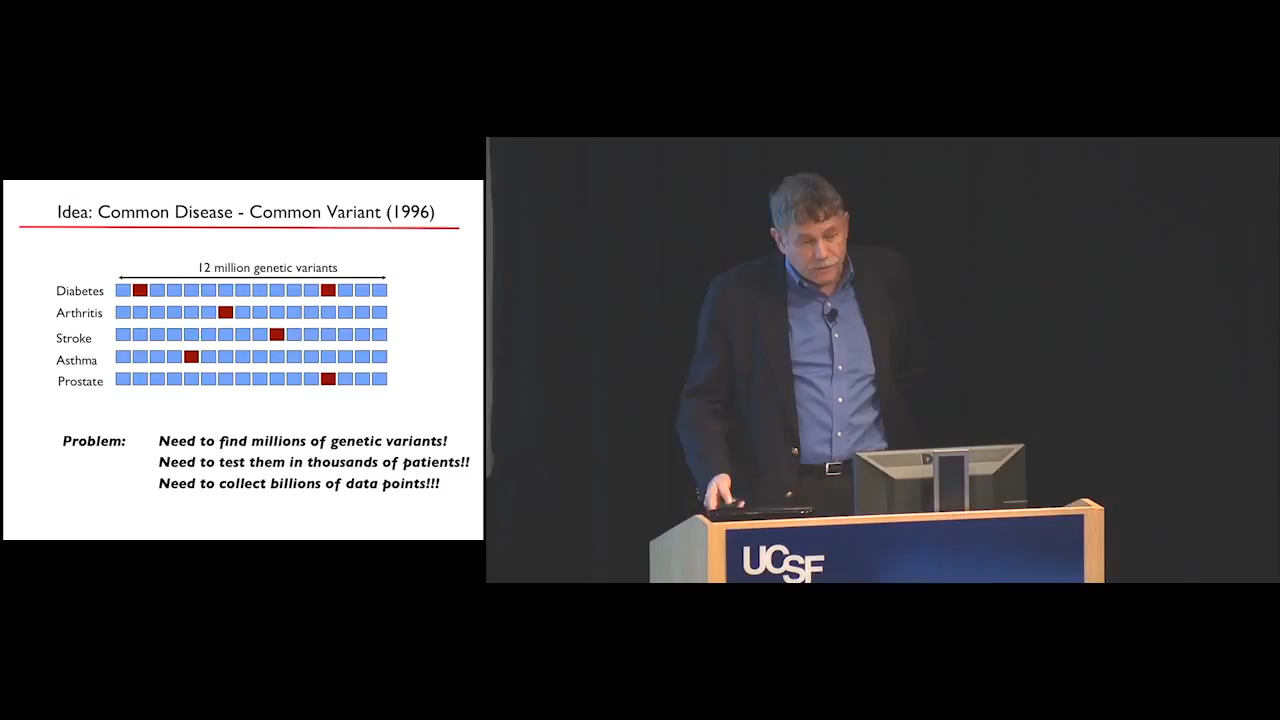 Idea: Common Disease - Common Variant (1996)
12 million genetic variants
Diabetes
Arthritis
Stroke
Asthma
Prostate
Problem: Need to find millions of genetic variants!
Need to test them in thousands of patients!!
Need to collect billions of data points!!!
UCSF